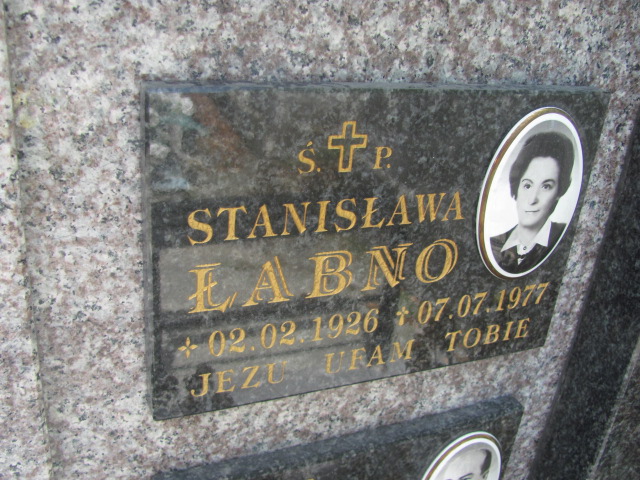 Ś. P.
STANISŁAWA
ŁABNO
02.02.1926 07.07.1977
JEZU UFAM TOBIE